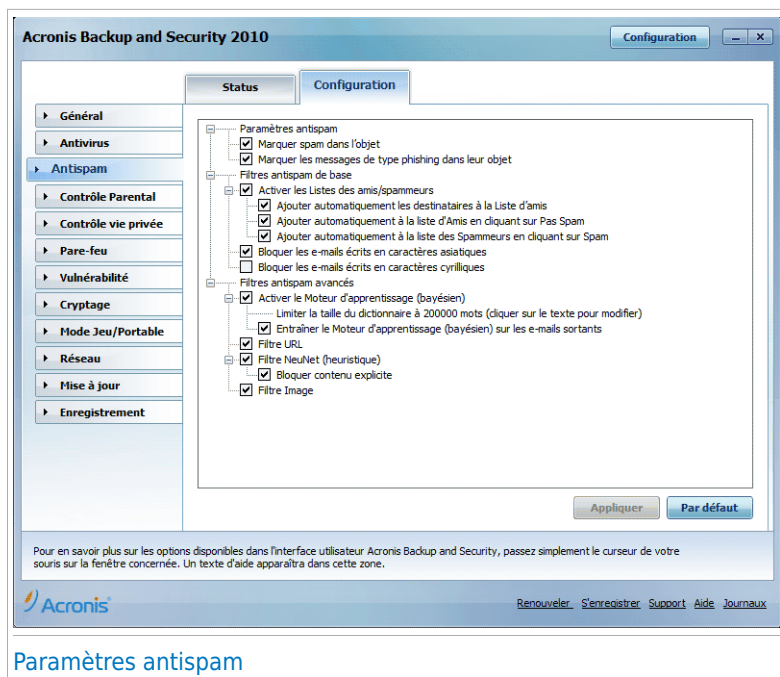 Acronis Backup and Security 2010
Configuration
Status
Configuration
Général
Antivirus
Antispam
Contrôle Parental
Contrôle vie privée
Pare-feu
Vulnérabilité
Cryptage
Mode Jeu/Portable
Réseau
Mise à jour
Enregistrement
Paramètres antispam
Marquer spam dans l'objet
Marquer les messages de type phishing dans leur objet
Filtres antispam de base
Activer les Listes des amis/spammeurs
Ajouter automatiquement les destinataires à la Liste d'amis
Ajouter automatiquement à la liste d'Amis en cliquant sur Pas Spam
Ajouter automatiquement à la liste des Spammeurs en cliquant sur Spam
Bloquer les e-mails écrits en caractères asiatiques
Bloquer les e-mails écrits en caractères cyrilliques
Filtres antispam avancés
Activer le Moteur d'apprentissage (bayésien)
Limiter la taille du dictionnaire à 200000 mots (cliquer sur le texte pour modifier)
Entraîner le Moteur d'apprentissage (bayésien) sur les e-mails sortants
Filtre URL
Filtre NeuNet (heuristique)
Bloquer contenu explicite
Filtre Image
Appliquer
Par défaut
Pour en savoir plus sur les options disponibles dans l'interface utilisateur Acronis Backup and Security, passez simplement le curseur de votre
souris sur la fenêtre concernée. Un texte d'aide apparaîtra dans cette zone.
Acronis
Renouveler S'enregistrer Support Aide Journaux
Paramètres antispam